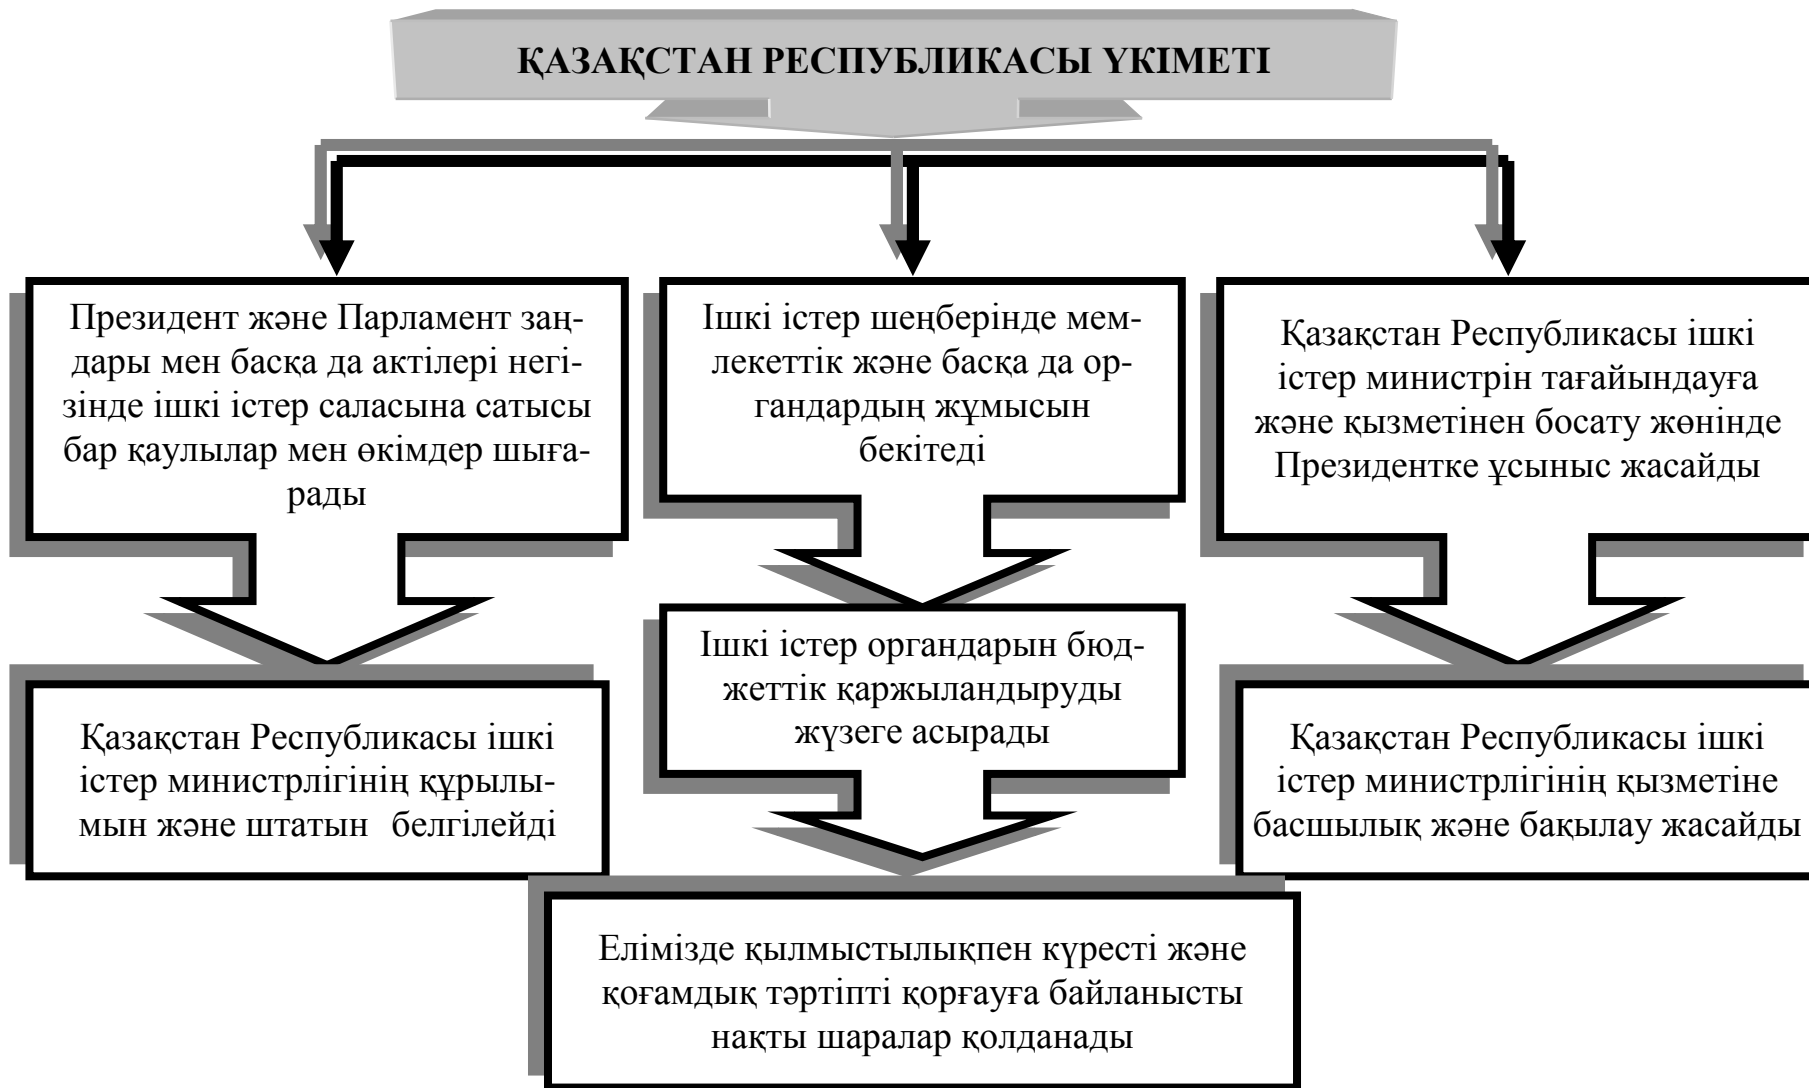 ҚАЗАҚСТАН РЕСПУБЛИКАСЫ ҮКІМЕТІ
Президент және Парламент заң-
дары мен басқа да актілері негі-
зінде ішкі істер саласына сатысы
бар қаулылар мен өкімдер шыға-
рады
Ішкі істер шеңберінде мем-
лекеттік және басқа да ор-
гандардың жұмысын
бекітеді
Қазақстан Республикасы ішкі
істер министрін тағайындауға
және қызметінен босату жөнінде
Президентке ұсыныс жасайды
Қазақстан Республикасы ішкі
істер министрлігінің құрылы-
мын және штатын белгілейді
Ішкі істер органдарын бюд-
жеттік қаржыландыруды
жүзеге асырады
Қазақстан Республикасы ішкі
істер министрлігінің қызметіне
басшылық және бақылау жасайды
Елімізде қылмыстылықпен күресті және
қоғамдық тәртіпті қорғауға байланысты
нақты шаралар қолданады